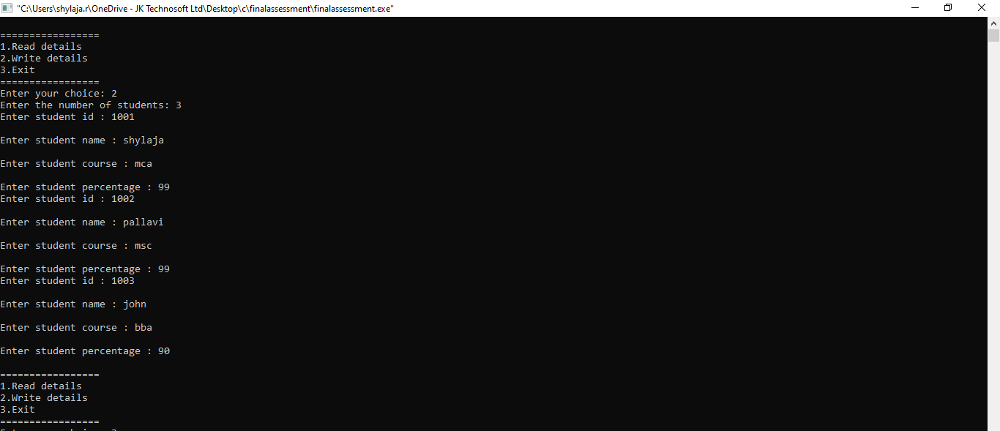 "C:\Users\shylaja.r\OneDrive - JK Technosoft Ltd\Desktop\c\finalassessment\finalassessment.exe"
=================
1.Read details
2.Write details
3.Exit
=================
Enter your choice: 2
Enter the number of students: 3
Enter student id : 1001
Enter student name : shylaja
Enter student course : mca
Enter student percentage : 99
Enter student id : 1002
Enter student name : pallavi
Enter student course : msc
Enter student percentage : 99
Enter student id : 1003
Enter student name : john
Enter student course : bba
Enter student percentage : 90
=================
1.Read details
2.Write details
3.Exit
=================